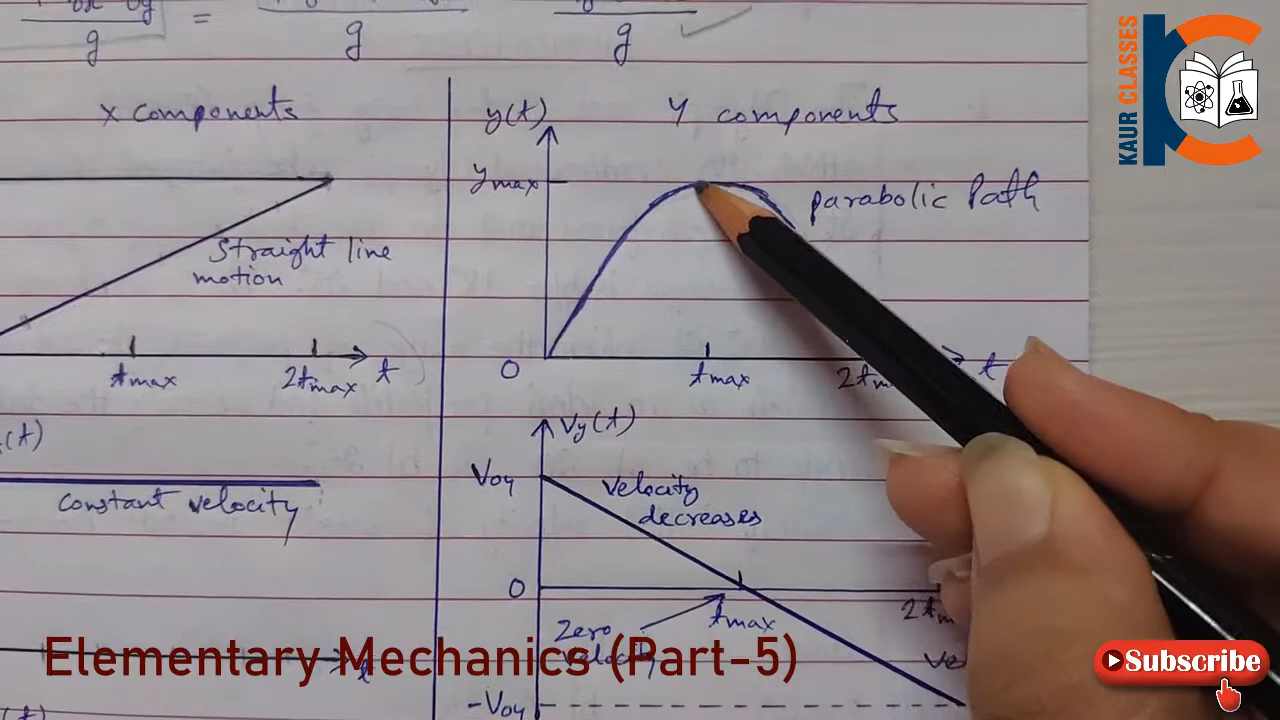 g = g g
X components
Straight line
motion
tmax
2tmax
t
(t)
constant velocity
t
(t)
y(t)
Y components
ymax
parabolic Path
0
tmax
t
Vy(t)
Voy
velocity
decreases
0
Zero
velocity
tmax
-Voy
Elementary Mechanics (Part-5)
KAUR CLASSES
Subscribe